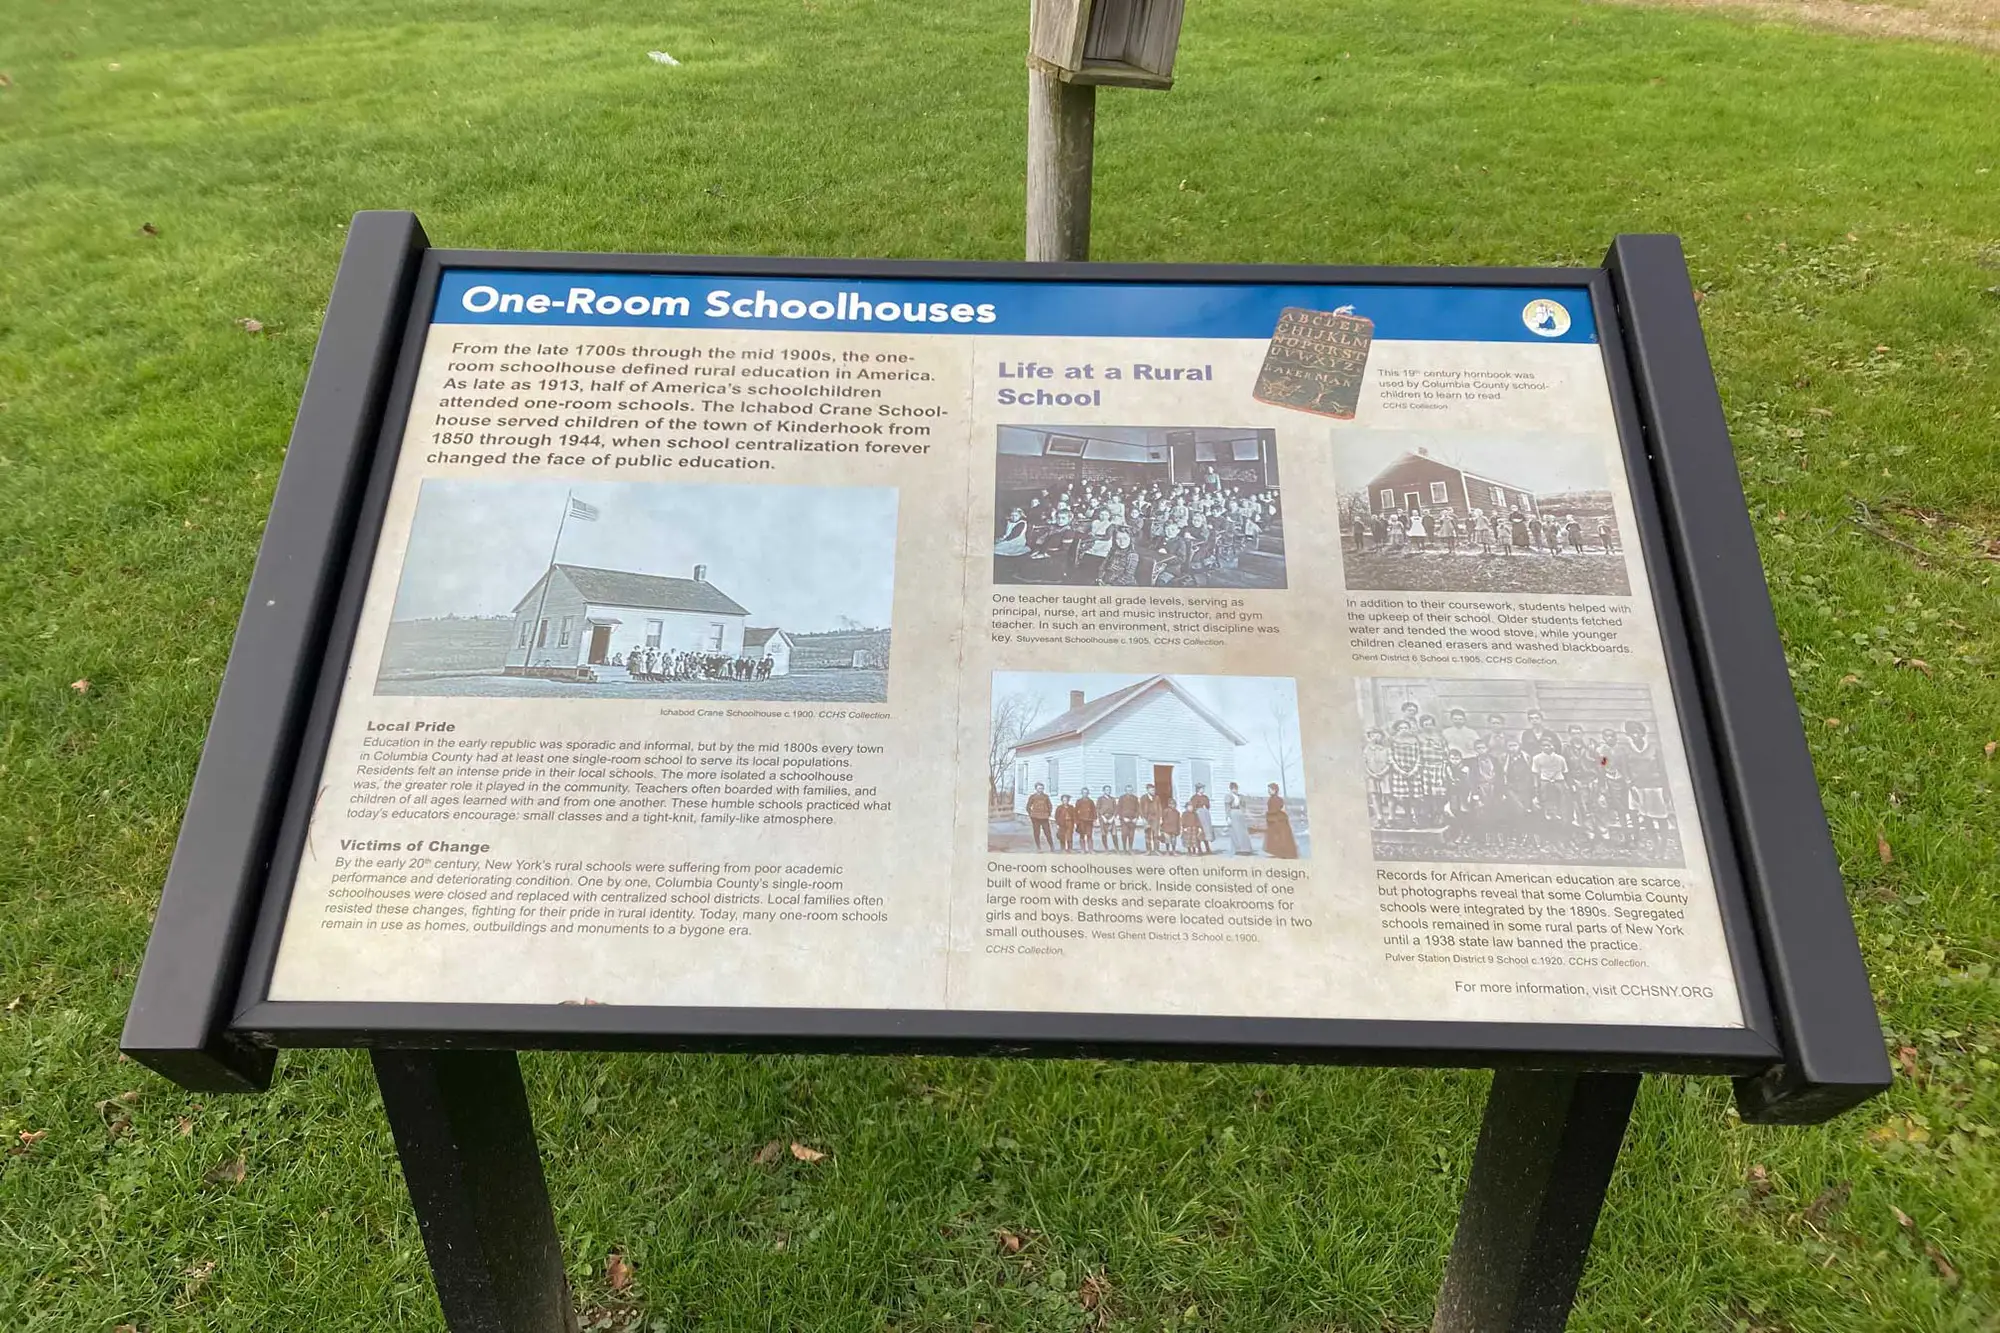 One-Room Schoolhouses
From the late 1700s through the mid 1900s, the one-
room schoolhouse defined rural education in America.
As late as 1913, half of America's schoolchildren
attended one-room schools. The Ichabod Crane School-
house served children of the town of Kinderhook from
1850 through 1944, when school centralization forever
changed the face of public education.
Ichabod Crane Schoolhouse c.1900. CCHS Collection.
Local Pride
Education in the early republic was sporadic and informal, but by the mid 1800s every town
in Columbia County had at least one single-room school to serve its local populations.
Residents felt an intense pride in their local schools. The more isolated a schoolhouse
was, the greater role it played in the community. Teachers often boarded with families, and
children of all ages learned with and from one another. These humble schools practiced what
today's educators encourage: small classes and a tight-knit, family-like atmosphere.
Victims of Change
By the early 20th century, New York's rural schools were suffering from poor academic
performance and deteriorating condition. One by one, Columbia County's single-room
schoolhouses were closed and replaced with centralized school districts. Local families often
resisted these changes, fighting for their pride in rural identity. Today, many one-room schools
remain in use as homes, outbuildings and monuments to a bygone era.
Life at a Rural
School
ABCDEF
GHIJKLM
NOPQRST
UVWXYZ
BAKERMAN
This 19th century hornbook was
used by Columbia County school-
children to learn to read.
CCHS Collection.
One teacher taught all grade levels, serving as
principal, nurse, art and music instructor, and gym
teacher. In such an environment, strict discipline was
key. Stuyvesant Schoolhouse c.1905. CCHS Collection.
In addition to their coursework, students helped with
the upkeep of their school. Older students fetched
water and tended the wood stove, while younger
children cleaned erasers and washed blackboards.
Ghent District 6 School c.1905. CCHS Collection.
One-room schoolhouses were often uniform in design,
built of wood frame or brick. Inside consisted of one
large room with desks and separate cloakrooms for
girls and boys. Bathrooms were located outside in two
small outhouses. West Ghent District 3 School c.1900.
CCHS Collection.
Records for African American education are scarce,
but photographs reveal that some Columbia County
schools were integrated by the 1890s. Segregated
schools remained in some rural parts of New York
until a 1938 state law banned the practice.
Pulver Station District 9 School c.1920. CCHS Collection.
For more information, visit CCHSNY.ORG